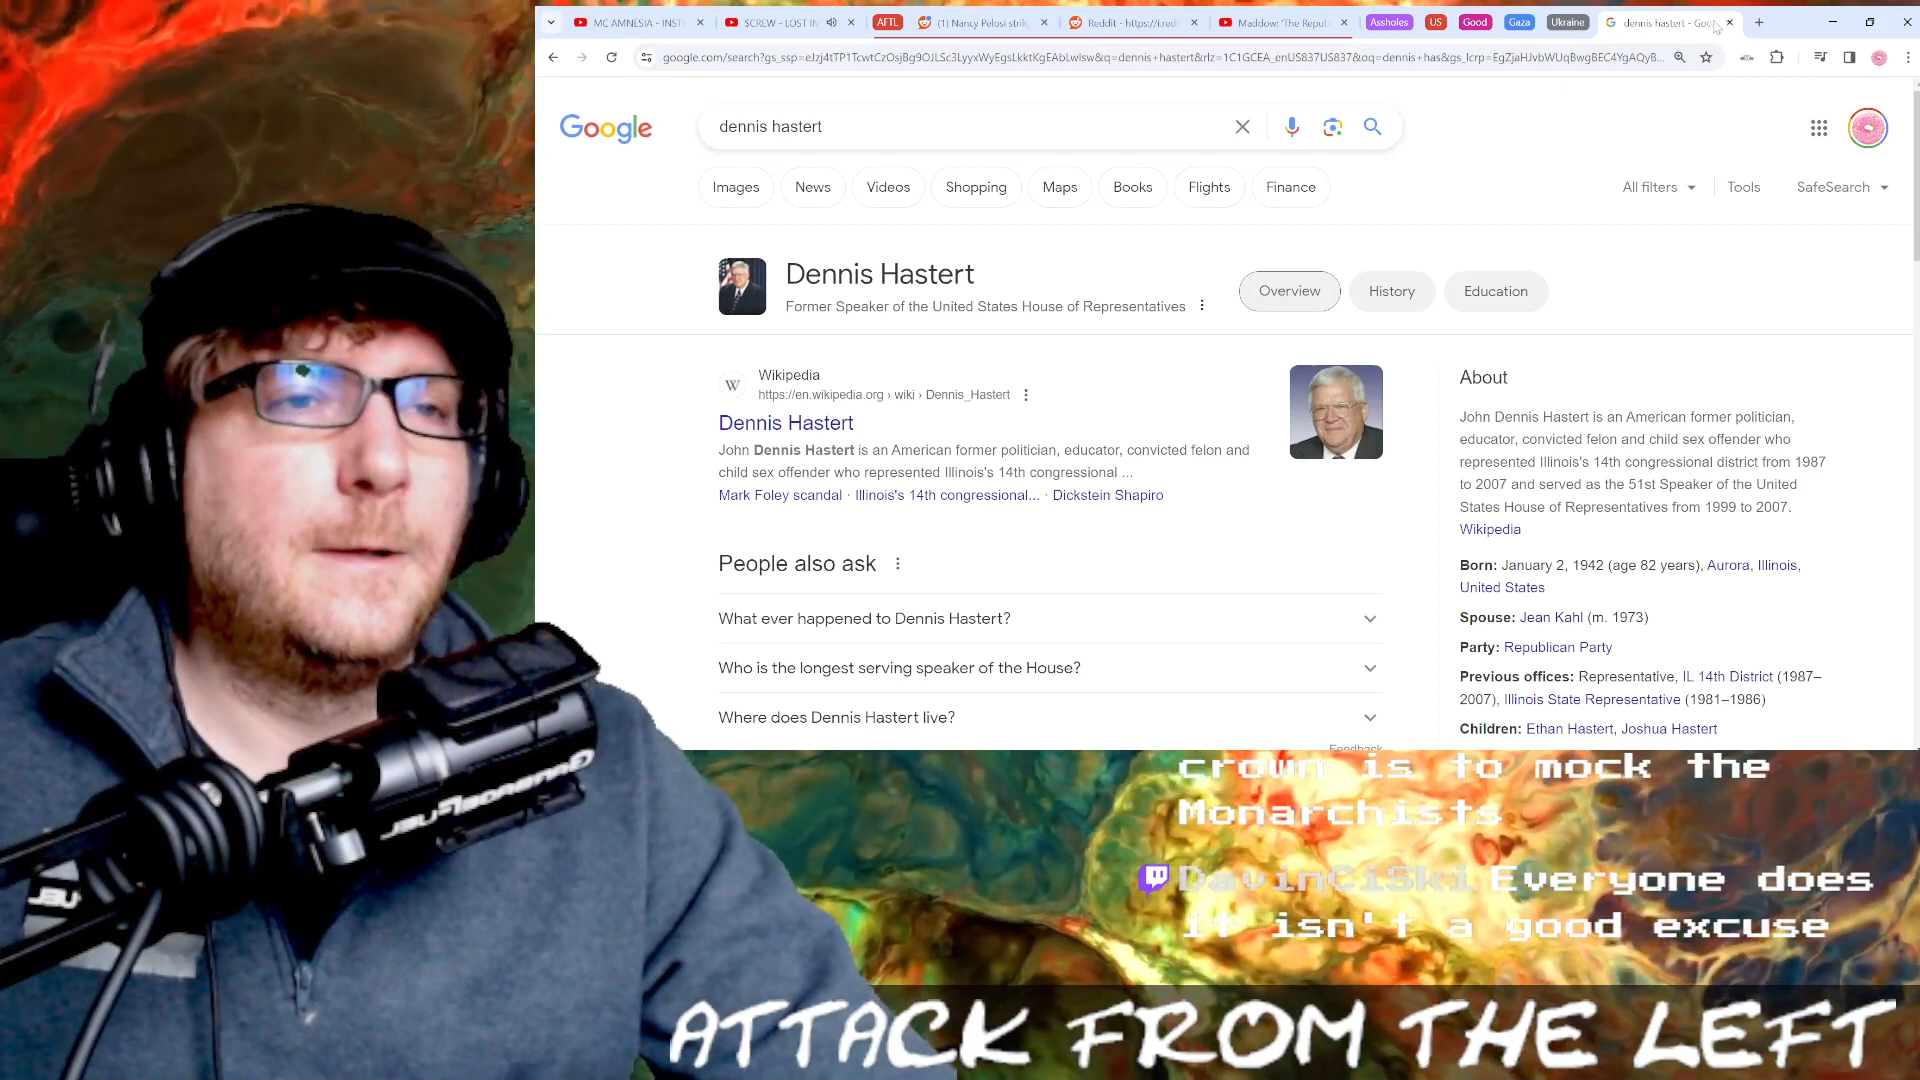 MC AMNESIA - INST
$CREW - LOST IN
AFTL
(1) Nancy Pelosi strik
Reddit - https://i.redd
Maddow: 'The Repub
Assholes
US
Good
Gaza
Ukraine
dennis hastert - Goo
google.com/search?gs_ssp=eJzj4tTP1TcwtCzOsjBg9OJLSc3LyyxWyEgsLkktKgEAbLwIsw&q=dennis+hastert&rlz=1C1GCEA_enUS837US837&oq=dennis+has&gs_lcrp=EgZjaHJvbWUqBwgBEC4YgAQyB...
Google
dennis hastert
Images
News
Videos
Shopping
Maps
Books
Flights
Finance
All filters
Tools
SafeSearch
Dennis Hastert
Former Speaker of the United States House of Representatives
Overview
History
Education
W
Wikipedia
https://en.wikipedia.org › wiki › Dennis_Hastert
Dennis Hastert
John Dennis Hastert is an American former politician, educator, convicted felon and
child sex offender who represented Illinois's 14th congressional ...
Mark Foley scandal · Illinois's 14th congressional... · Dickstein Shapiro
People also ask
What ever happened to Dennis Hastert?
Who is the longest serving speaker of the House?
Where does Dennis Hastert live?
Feedback
About
John Dennis Hastert is an American former politician,
educator, convicted felon and child sex offender who
represented Illinois's 14th congressional district from 1987
to 2007 and served as the 51st Speaker of the United
States House of Representatives from 1999 to 2007.
Wikipedia
Born: January 2, 1942 (age 82 years), Aurora, Illinois,
United States
Spouse: Jean Kahl (m. 1973)
Party: Republican Party
Previous offices: Representative, IL 14th District (1987–
2007), Illinois State Representative (1981–1986)
Children: Ethan Hastert, Joshua Hastert
crown is to mock the
Monarchists
DavinCiSki Everyone does
it isn't a good excuse
ATTACK FROM THE LEFT